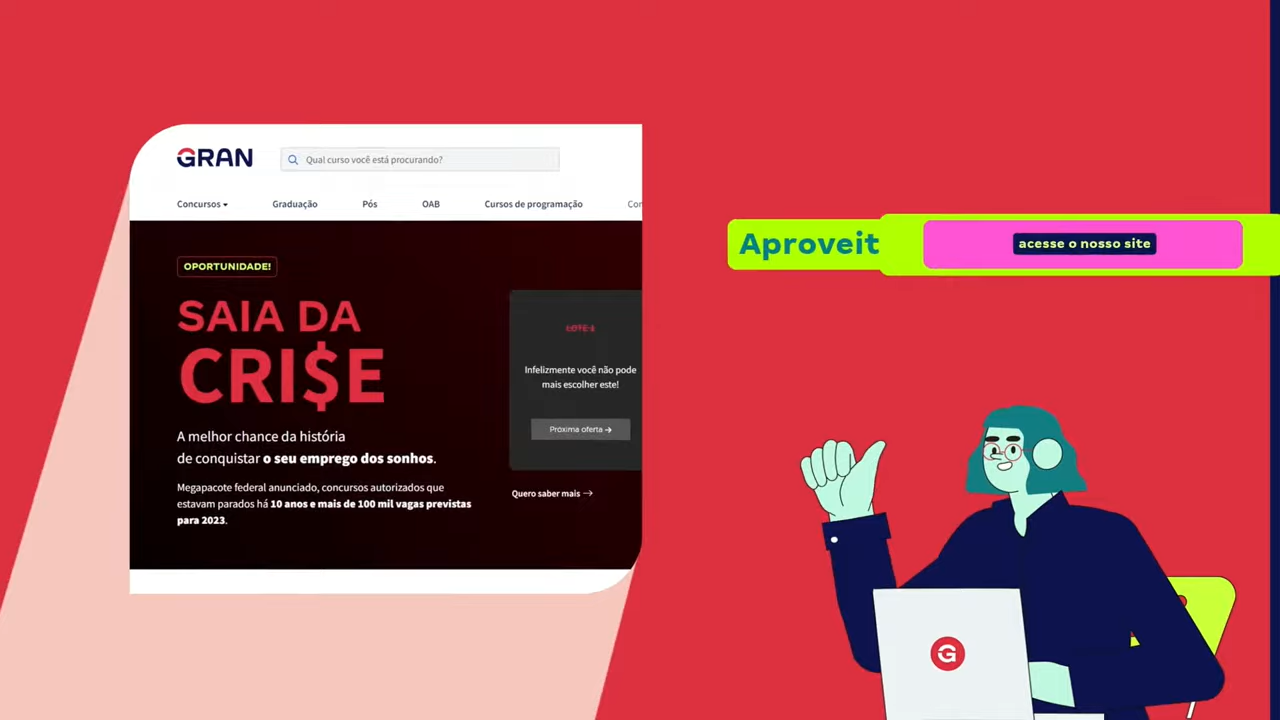 GRAN
Qual curso você está procurando?
Concursos
Graduação
Pós
OAB
Cursos de programação
OPORTUNIDADE!
SAIA DA
CRI$E
A melhor chance da história
de conquistar o seu emprego dos sonhos.
Megapacote federal anunciado, concursos autorizados que
estavam parados há 10 anos e mais de 100 mil vagas previstas
para 2023.
LOTE 1
Infelizmente você não pode
mais escolher este!
Próxima oferta →
Quero saber mais →
Aproveit
acesse o nosso site
G